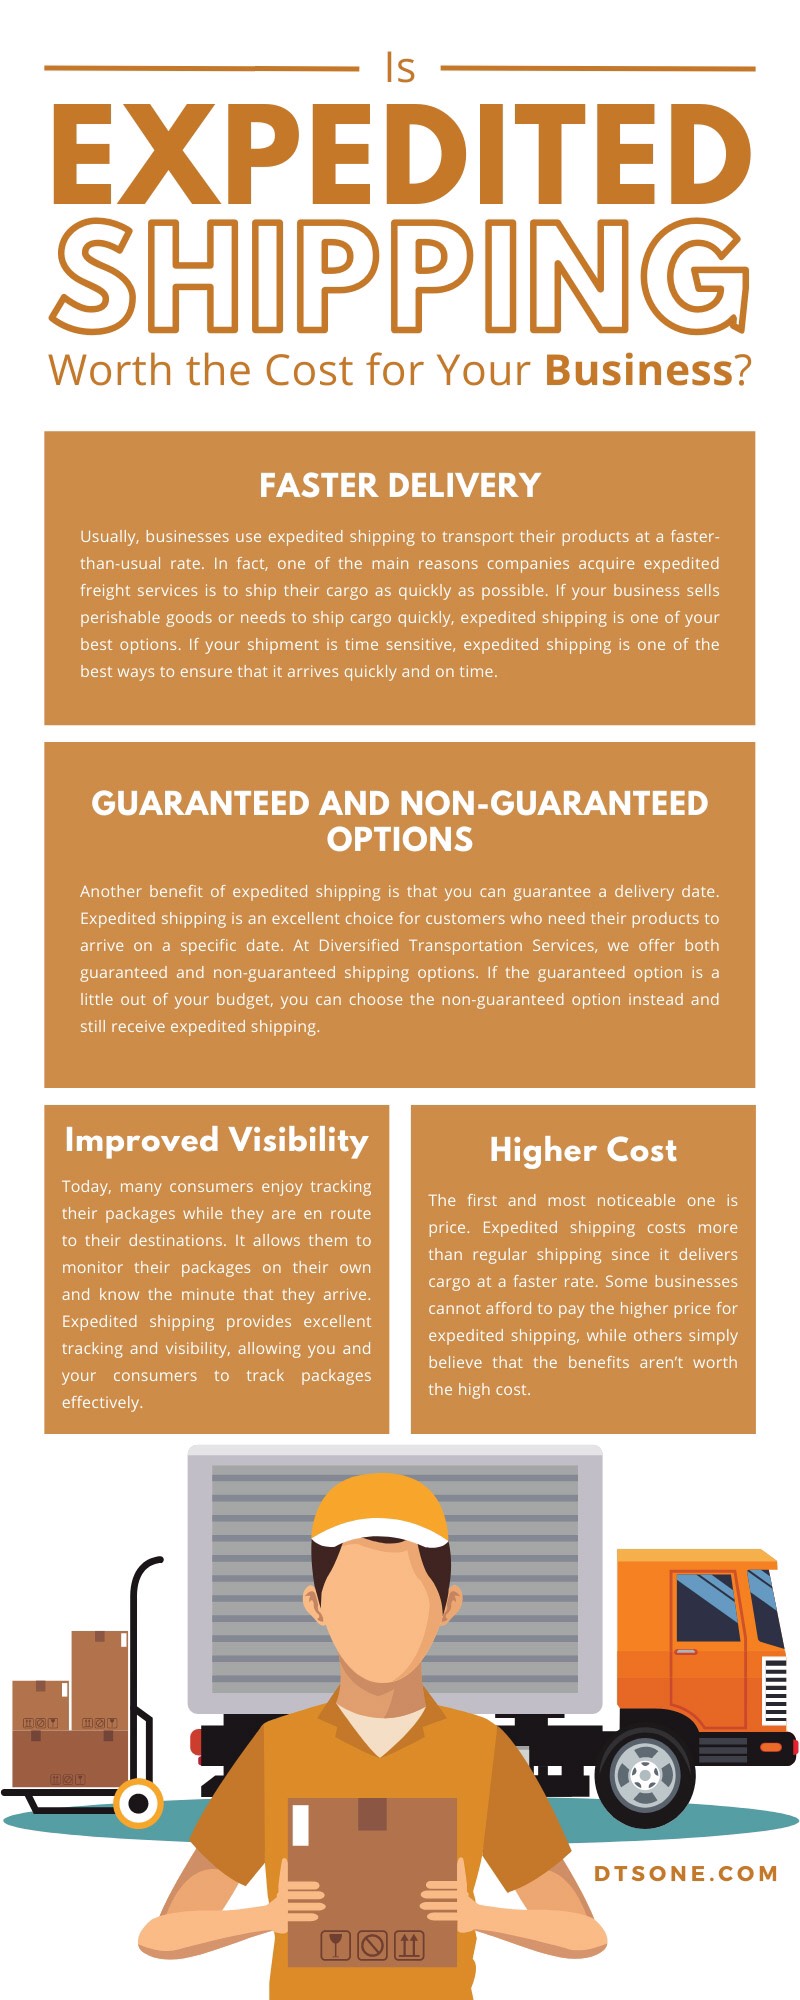 Is
EXPEDITED
SHIPPING
Worth the Cost for Your Business?
FASTER DELIVERY
Usually, businesses use expedited shipping to transport their products at a faster-
than-usual rate. In fact, one of the main reasons companies acquire expedited
freight services is to ship their cargo as quickly as possible. If your business sells
perishable goods or needs to ship cargo quickly, expedited shipping is one of your
best options. If your shipment is time sensitive, expedited shipping is one of the
best ways to ensure that it arrives quickly and on time.
GUARANTEED AND NON-GUARANTEED
OPTIONS
Another benefit of expedited shipping is that you can guarantee a delivery date.
Expedited shipping is an excellent choice for customers who need their products to
arrive on a specific date. At Diversified Transportation Services, we offer both
guaranteed and non-guaranteed shipping options. If the guaranteed option is a
little out of your budget, you can choose the non-guaranteed option instead and
still receive expedited shipping.
Improved Visibility
Today, many consumers enjoy tracking
their packages while they are en route
to their destinations. It allows them to
monitor their packages on their own
and know the minute that they arrive.
Expedited shipping provides excellent
tracking and visibility, allowing you and
your consumers to track packages
effectively.
Higher Cost
The first and most noticeable one is
price. Expedited shipping costs more
than regular shipping since it delivers
cargo at a faster rate. Some businesses
cannot afford to pay the higher price for
expedited shipping, while others simply
believe that the benefits aren't worth
the high cost.
DTSONE.COM